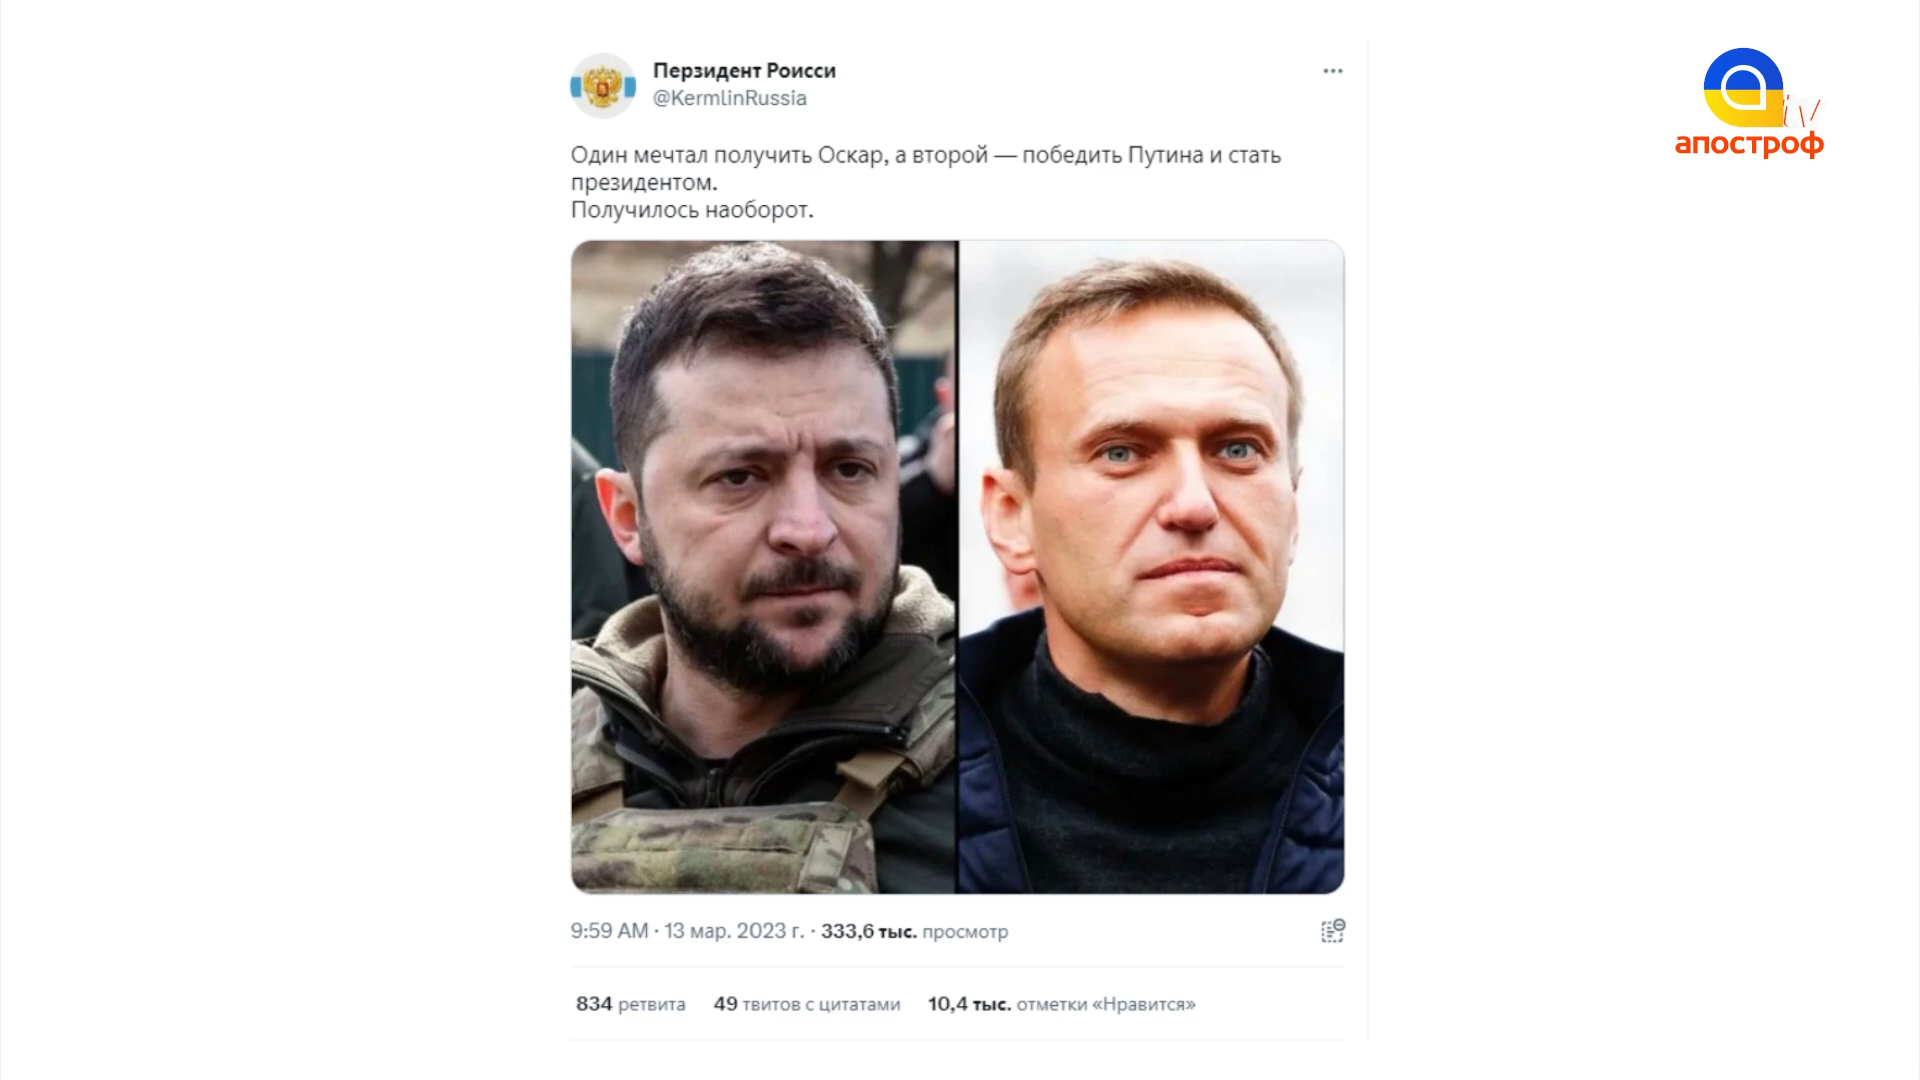 Перзидент Роисси
@KermlinRussia
Один мечтал получить Оскар, а второй — победить Путина и стать
президентом.
Получилось наоборот.
9:59 AM · 13 мар. 2023 г. · 333,6 тыс. просмотр
834 ретвита 49 твитов с цитатами 10,4 тыс. отметки «Нравится»
tv
апостроф